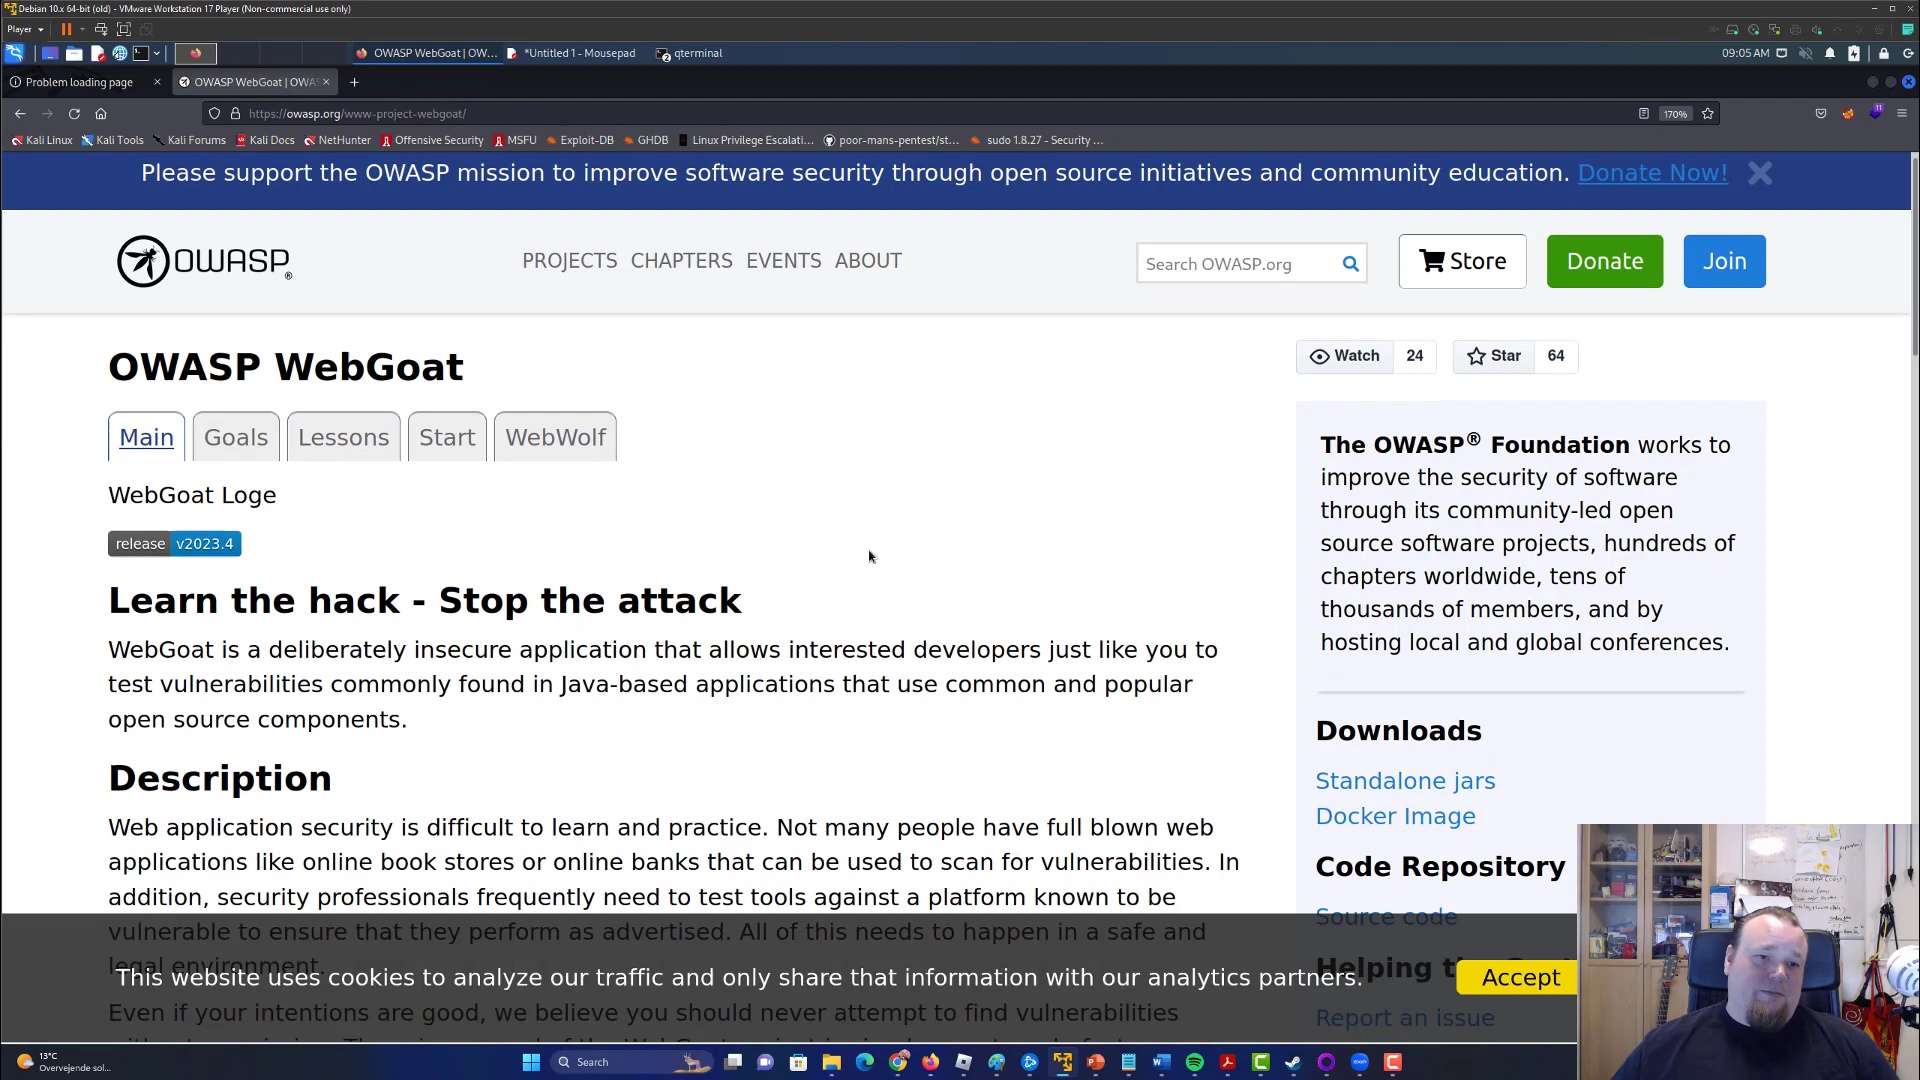 Debian 10.x 64-bit (old) - VMware Workstation 17 Player (Non-commercial use only)
Player
OWASP WebGoat | OW...
*Untitled 1 - Mousepad
qterminal
09:05 AM
Problem loading page
OWASP WebGoat | OWAS
https://owasp.org/www-project-webgoat/
170%
Kali Linux
Kali Tools
Kali Forums
Kali Docs
NetHunter
Offensive Security
MSFU
Exploit-DB
GHDB
Linux Privilege Escalati...
poor-mans-pentest/st...
sudo 1.8.27 - Security ...
Please support the OWASP mission to improve software security through open source initiatives and community education. Donate Now!
OWASP
PROJECTS CHAPTERS EVENTS ABOUT
Search OWASP.org
Store
Donate
Join
OWASP WebGoat
Watch 24
Star 64
Main
Goals
Lessons
Start
WebWolf
WebGoat Loge
release v2023.4
Learn the hack - Stop the attack
WebGoat is a deliberately insecure application that allows interested developers just like you to
test vulnerabilities commonly found in Java-based applications that use common and popular
open source components.
Description
Web application security is difficult to learn and practice. Not many people have full blown web
applications like online book stores or online banks that can be used to scan for vulnerabilities. In
addition, security professionals frequently need to test tools against a platform known to be
vulnerable to ensure that they perform as advertised. All of this needs to happen in a safe and
legal environment.
Even if your intentions are good, we believe you should never attempt to find vulnerabilities
The OWASP® Foundation works to
improve the security of software
through its community-led open
source software projects, hundreds of
chapters worldwide, tens of
thousands of members, and by
hosting local and global conferences.
Downloads
Standalone jars
Docker Image
Code Repository
Source code
Report an issue
This website uses cookies to analyze our traffic and only share that information with our analytics partners.
Accept
13°C
Overvejende sol...
Search